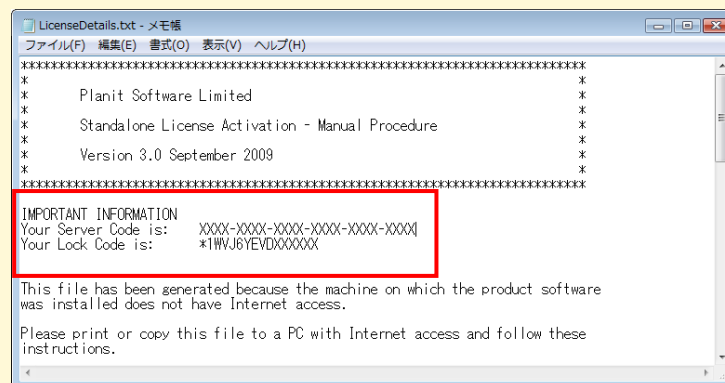 LicenseDetails.txt - メモ帳
ファイル(F) 編集(E) 書式(O) 表示(V) ヘルプ(H)
*******************************************************************************
* *
* Planit Software Limited *
* *
* Standalone License Activation - Manual Procedure *
* *
* Version 3.0 September 2009 *
* *
*******************************************************************************
IMPORTANT INFORMATION
Your Server Code is: XXXX-XXXX-XXXX-XXXX-XXXX-XXXX
Your Lock Code is: *1WVJ6YEVDXXXXXX
This file has been generated because the machine on which the product software
was installed does not have Internet access.
Please print or copy this file to a PC with Internet access and follow these
instructions.